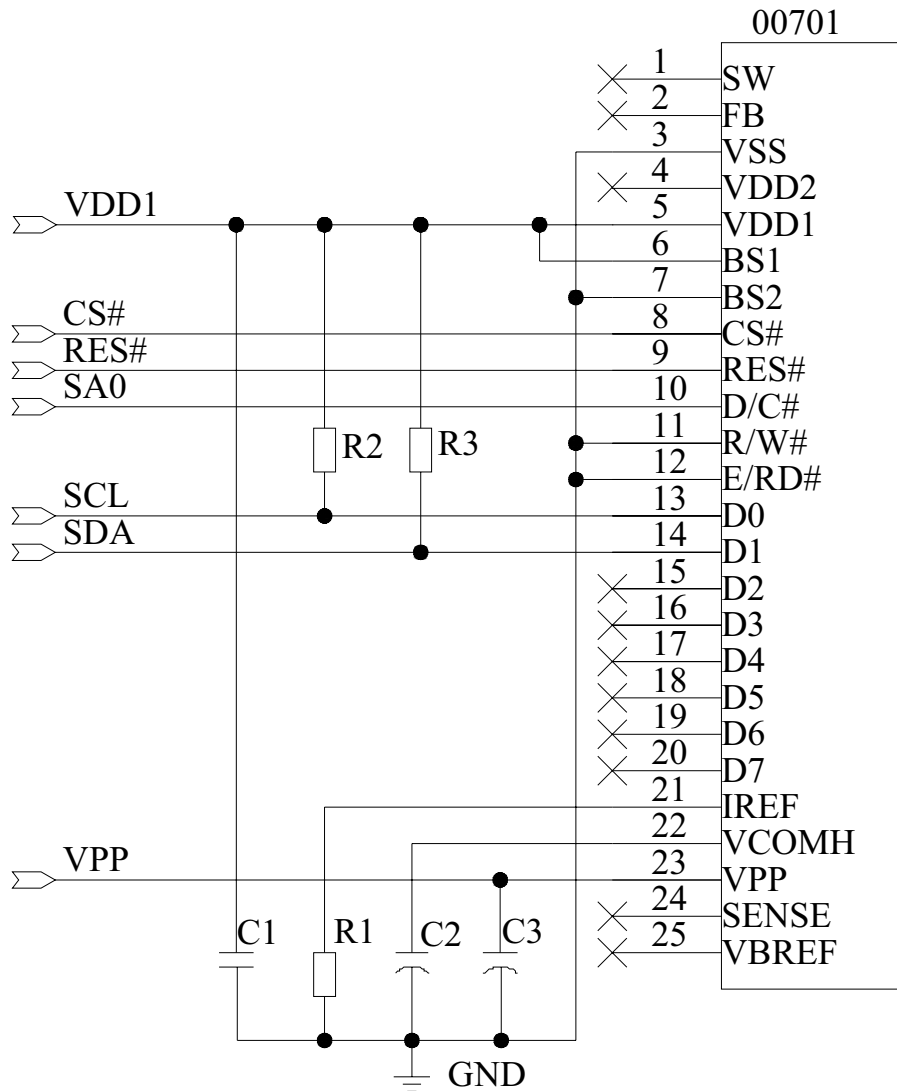 00701
1 SW
2 FB
3 VSS
4 VDD2
VDD1 5 VDD1
6 BS1
7 BS2
CS# 8 CS#
RES# 9 RES#
SA0 10 D/C#
R2 R3 11 R/W#
12 E/RD#
SCL 13 D0
SDA 14 D1
15 D2
16 D3
17 D4
18 D5
19 D6
20 D7
21 IREF
22 VCOMH
VPP 23 VPP
24 SENSE
C1 R1 C2 C3 25 VBREF
GND